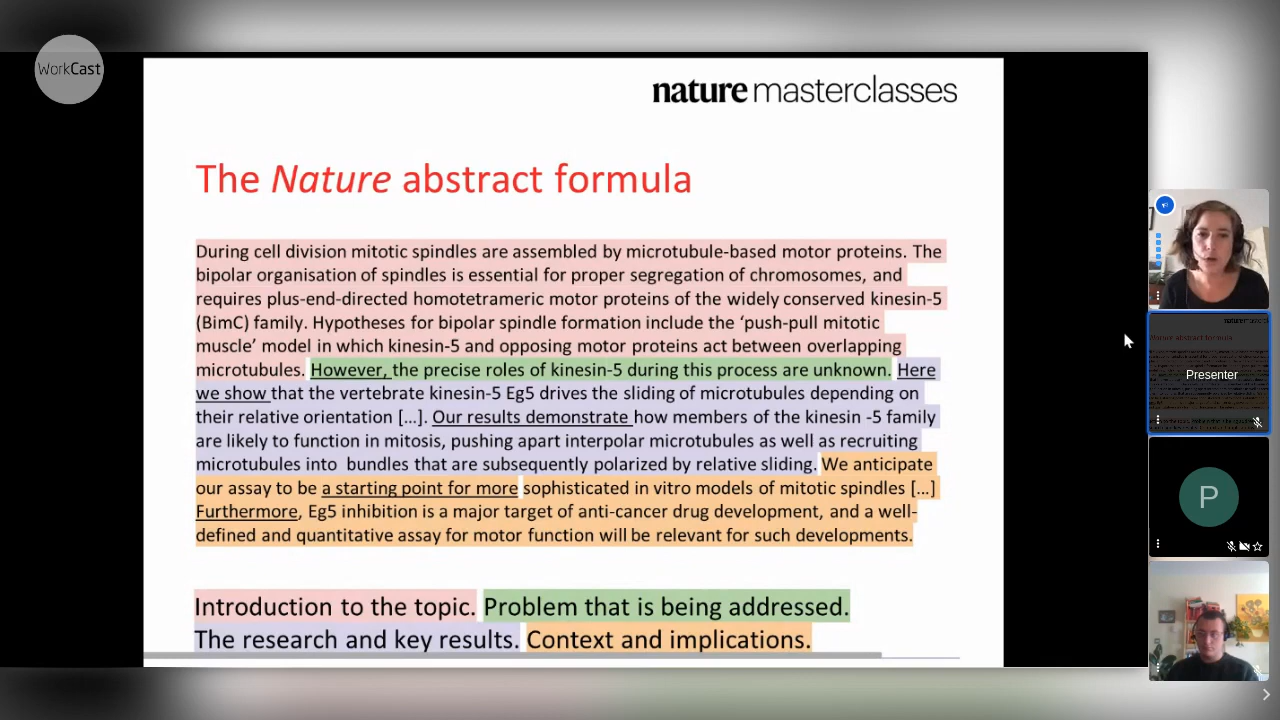 WorkCast
nature masterclasses
The Nature abstract formula
During cell division mitotic spindles are assembled by microtubule-based motor proteins. The
bipolar organisation of spindles is essential for proper segregation of chromosomes, and
requires plus-end-directed homotetrameric motor proteins of the widely conserved kinesin-5
(BimC) family. Hypotheses for bipolar spindle formation include the ‘push-pull mitotic
muscle’ model in which kinesin-5 and opposing motor proteins act between overlapping
microtubules. However, the precise roles of kinesin-5 during this process are unknown. Here
we show that the vertebrate kinesin-5 Eg5 drives the sliding of microtubules depending on
their relative orientation […]. Our results demonstrate how members of the kinesin -5 family
are likely to function in mitosis, pushing apart interpolar microtubules as well as recruiting
microtubules into bundles that are subsequently polarized by relative sliding. We anticipate
our assay to be a starting point for more sophisticated in vitro models of mitotic spindles […]
Furthermore, Eg5 inhibition is a major target of anti-cancer drug development, and a well-
defined and quantitative assay for motor function will be relevant for such developments.
Introduction to the topic. Problem that is being addressed.
The research and key results. Context and implications.
Presenter
P